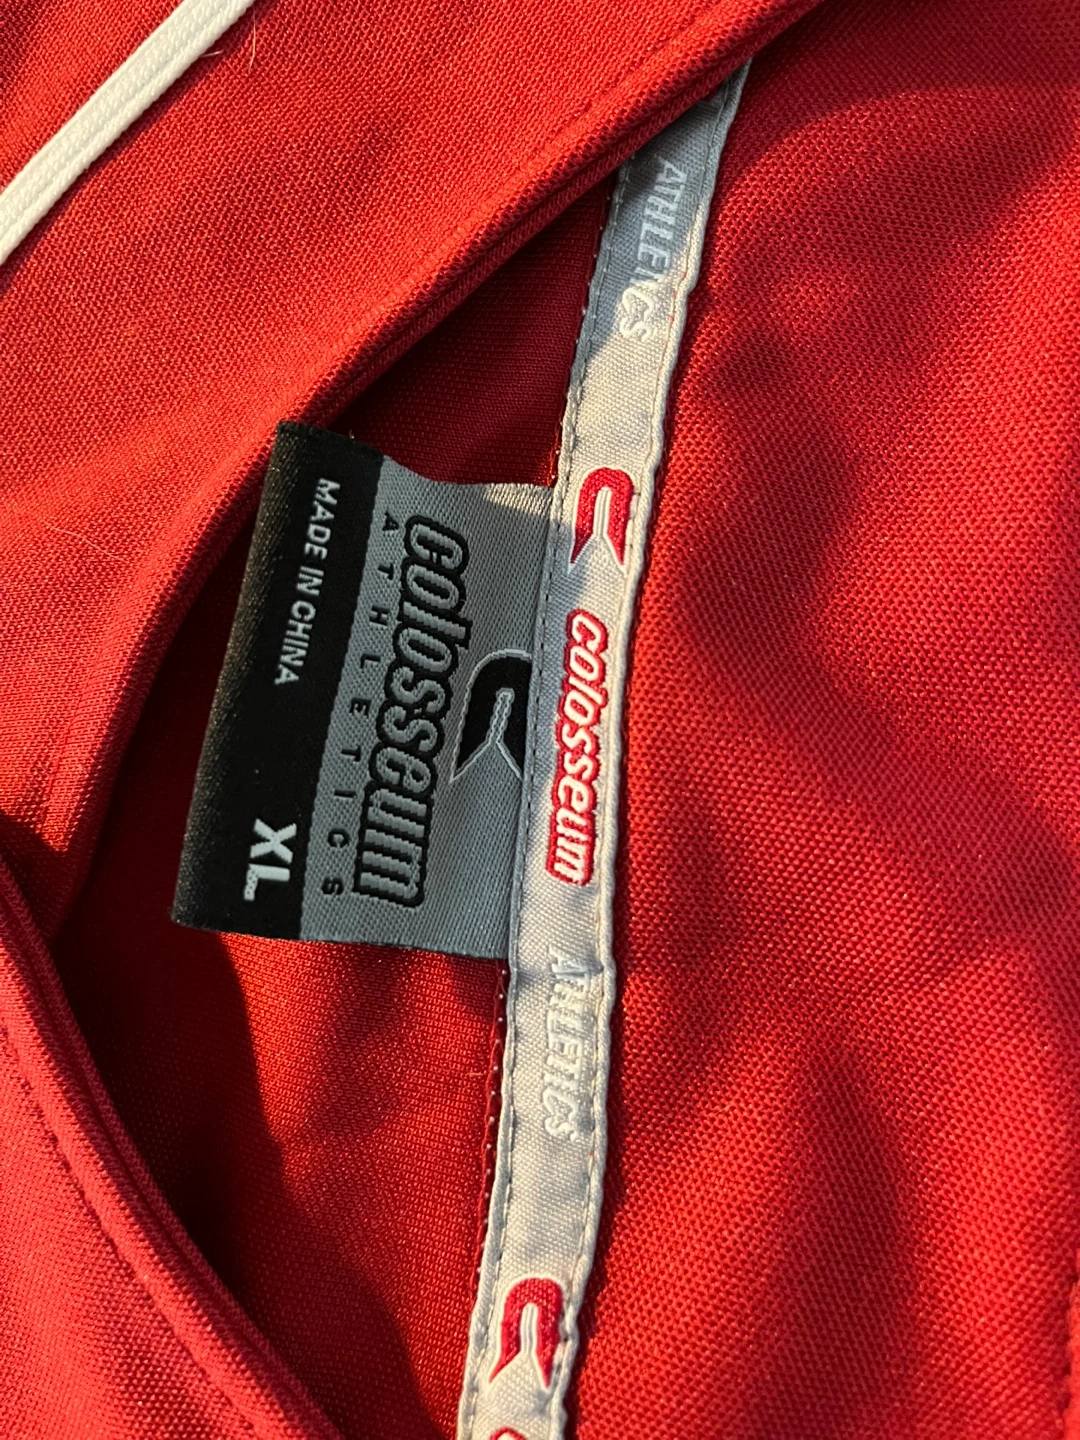 ATHLETICS
colosseum
ATHLETICS
colosseum
ATHLETICS
MADE IN CHINA
XL